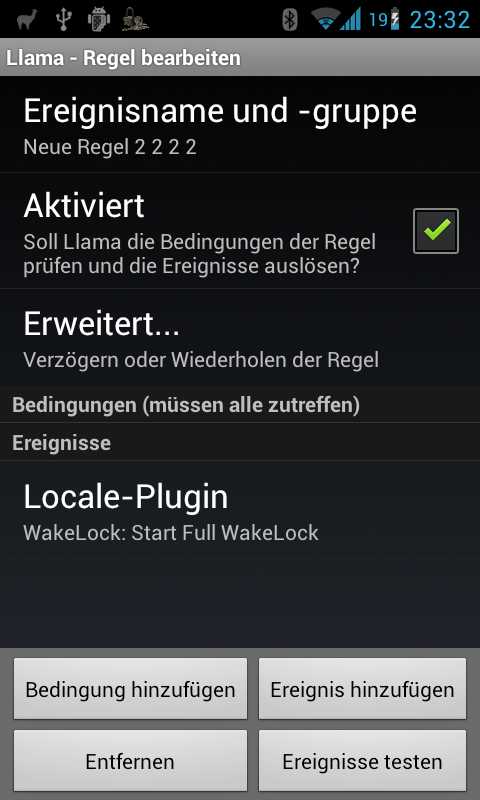 19 23:32
Llama - Regel bearbeiten
Ereignisname und -gruppe
Neue Regel 2 2 2 2
Aktiviert
Soll Llama die Bedingungen der Regel
prüfen und die Ereignisse auslösen?
Erweitert...
Verzögern oder Wiederholen der Regel
Bedingungen (müssen alle zutreffen)
Ereignisse
Locale-Plugin
WakeLock: Start Full WakeLock
Bedingung hinzufügen
Ereignis hinzufügen
Entfernen
Ereignisse testen